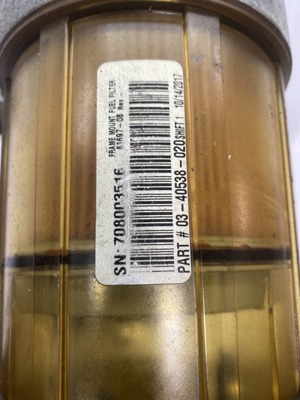 FRAME MOUNT FUEL FILTER
61697-08 Rev -
SN: 708003516
PART # 03-40538-020 SHIFT 1 10/14/2017